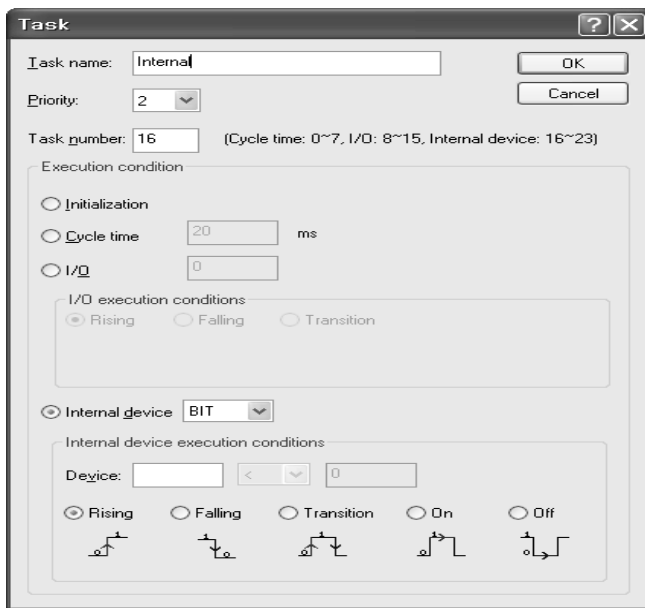 Task
Task name: Internal
OK
Priority: 2
Cancel
Task number: 16 (Cycle time: 0~7, I/O: 8~15, Internal device: 16~23)
Execution condition
Initialization
Cycle time 20 ms
I/O 0
I/O execution conditions
Rising Falling Transition
Internal device BIT
Internal device execution conditions
Device: < 0
Rising Falling Transition On Off